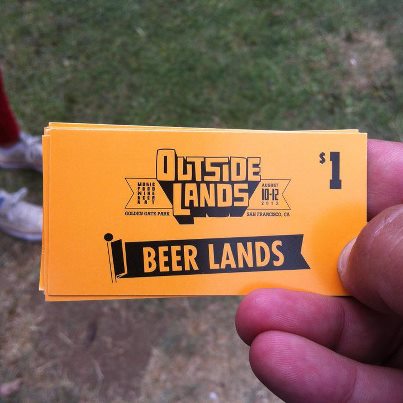 OUTSIDE LANDS
MUSIC
FOOD
WINE
BEER
ART
AUGUST
10-12
2012
GOLDEN GATE PARK
SAN FRANCISCO, CA
$1
BEER LANDS